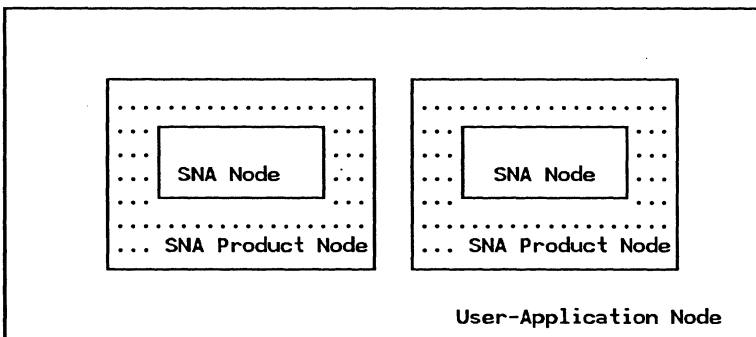 SNA Node SNA Node
... SNA Product Node ... SNA Product Node
User-Application Node